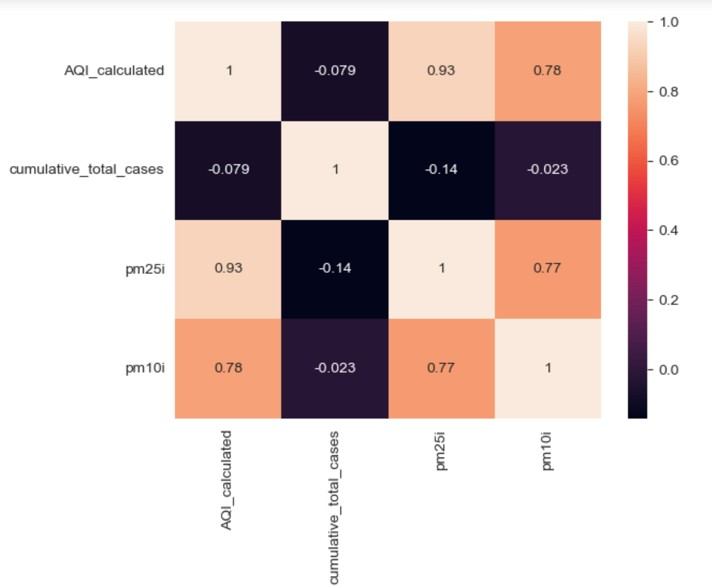 AQI_calculated 1 -0.079 0.93 0.78
cumulative_total_cases -0.079 1 -0.14 -0.023
pm25i 0.93 -0.14 1 0.77
pm10i 0.78 -0.023 0.77 1
AQI_calculated
cumulative_total_cases
pm25i
pm10i
1.0
0.8
0.6
0.4
0.2
0.0